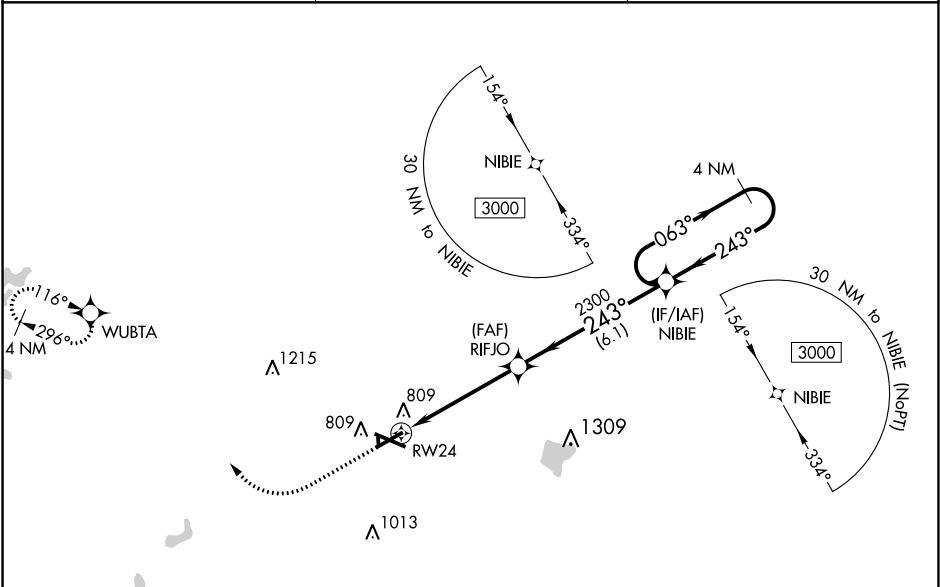 154°
NIBIE
3000
334°
30 NM to NIBIE
4 NM
063°
243°
(IF/IAF)
NIBIE
2300
243°
(6.1)
(FAF)
RIFJO
30 NM to NIBIE (NoPT)
154°
3000
NIBIE
334°
116°
296°
4 NM
WUBTA
1215
809
809
RW24
1309
1013